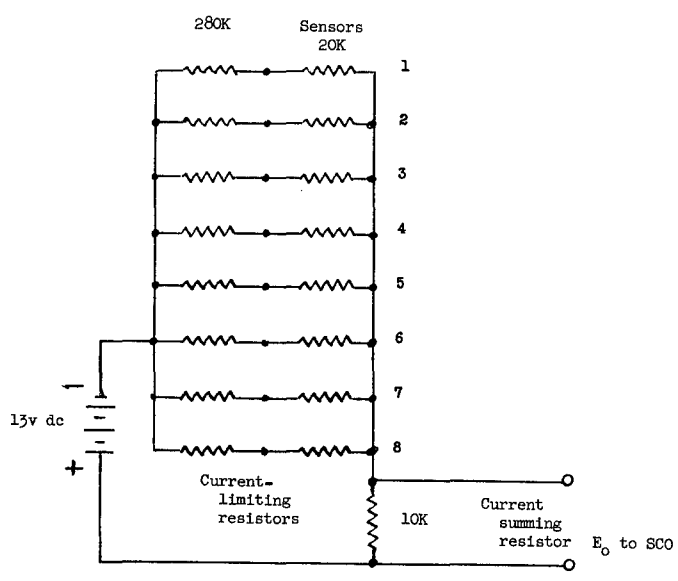 280K
Sensors
20K
1
2
3
4
5
6
7
8
-
13v dc
+
Current-
limiting
resistors
10K
Current
summing
resistor
Eo to SCO